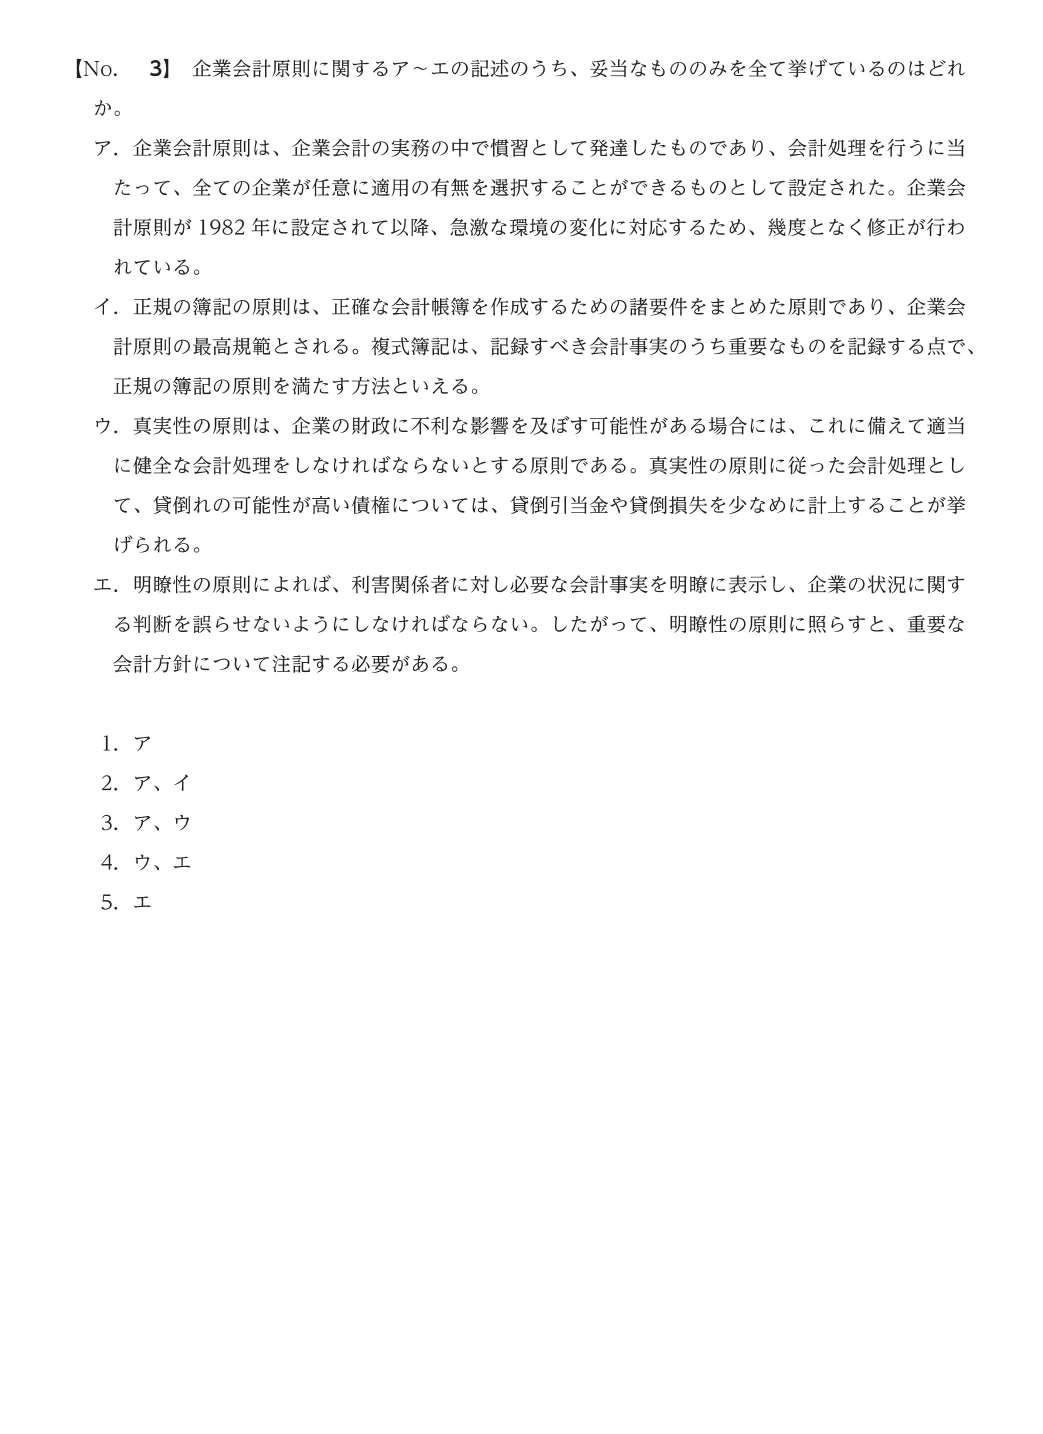 【No. 3】 企業会計原則に関するア～エの記述のうち、妥当なもののみを全て挙げているのはどれ
か。
ア．企業会計原則は、企業会計の実務の中で慣習として発達したものであり、会計処理を行うに当
たって、全ての企業が任意に適用の有無を選択することができるものとして設定された。企業会
計原則が 1982 年に設定されて以降、急激な環境の変化に対応するため、幾度となく修正が行わ
れている。
イ．正規の簿記の原則は、正確な会計帳簿を作成するための諸要件をまとめた原則であり、企業会
計原則の最高規範とされる。複式簿記は、記録すべき会計事実のうち重要なものを記録する点で、
正規の簿記の原則を満たす方法といえる。
ウ．真実性の原則は、企業の財政に不利な影響を及ぼす可能性がある場合には、これに備えて適当
に健全な会計処理をしなければならないとする原則である。真実性の原則に従った会計処理とし
て、貸倒れの可能性が高い債権については、貸倒引当金や貸倒損失を少なめに計上することが挙
げられる。
エ．明瞭性の原則によれば、利害関係者に対し必要な会計事実を明瞭に表示し、企業の状況に関す
る判断を誤らせないようにしなければならない。したがって、明瞭性の原則に照らすと、重要な
会計方針について注記する必要がある。
1．ア
2．ア、イ
3．ア、ウ
4．ウ、エ
5．エ